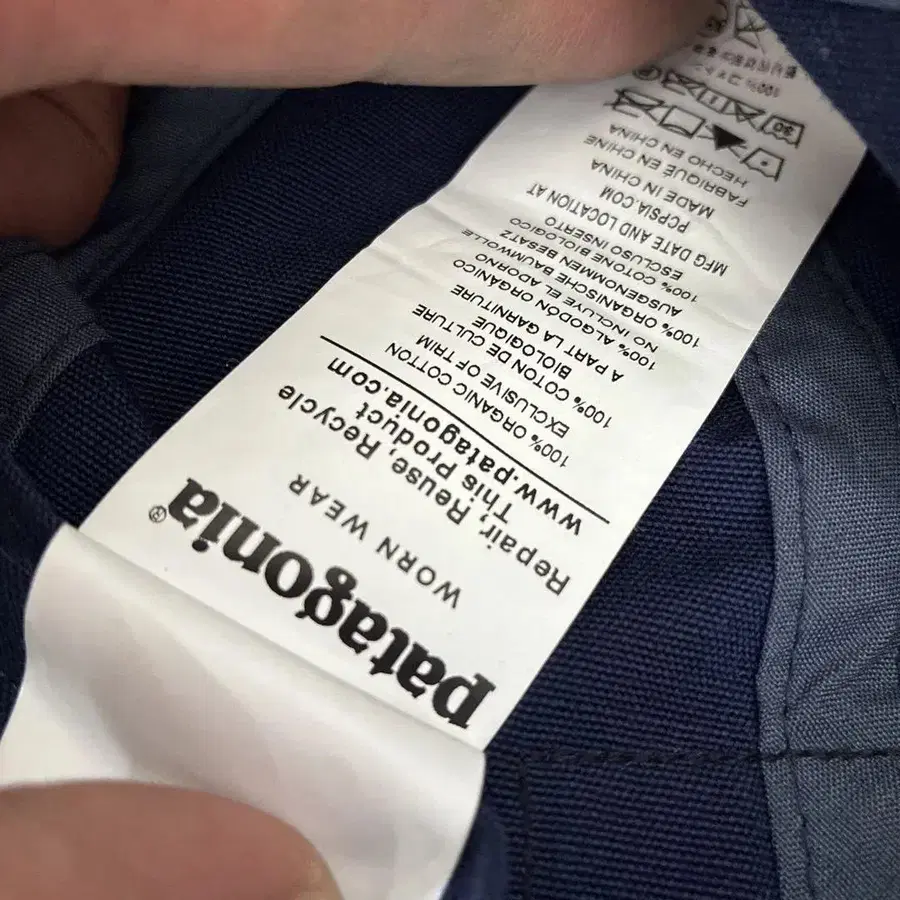 patagonia®
WORN WEAR
Repair, Reuse, Recycle
This Product
www.patagonia.com
100% ORGANIC COTTON
EXCLUSIVE OF TRIM
100% COTON DE CULTURE
BIOLOGIQUE
A PART LA GARNITURE
100% ALGODÓN ORGÁNICO
NO INCLUYE EL ADORNO
100% ORGANISCHE BAUMWOLLE
AUSGENOMMEN BESATZ
100% COTONE BIOLOGICO
ESCLUSO INSERTO
MFG DATE AND LOCATION AT
PCPSIA.COM
MADE IN CHINA
FABRIQUÉ EN CHINE
HECHO EN CHINA
30
100%